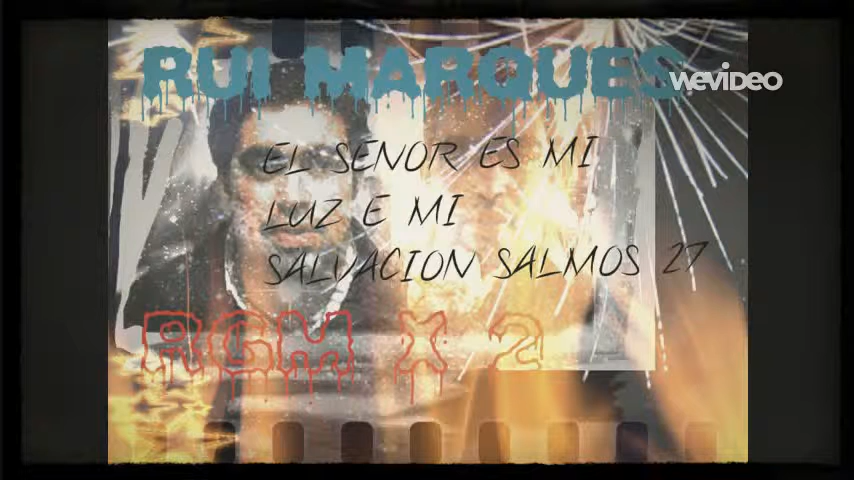 RUI MARQUES
wevideo
EL SENOR ES MI
LUZ E MI
SALVACION SALMOS 27
RGM X 2